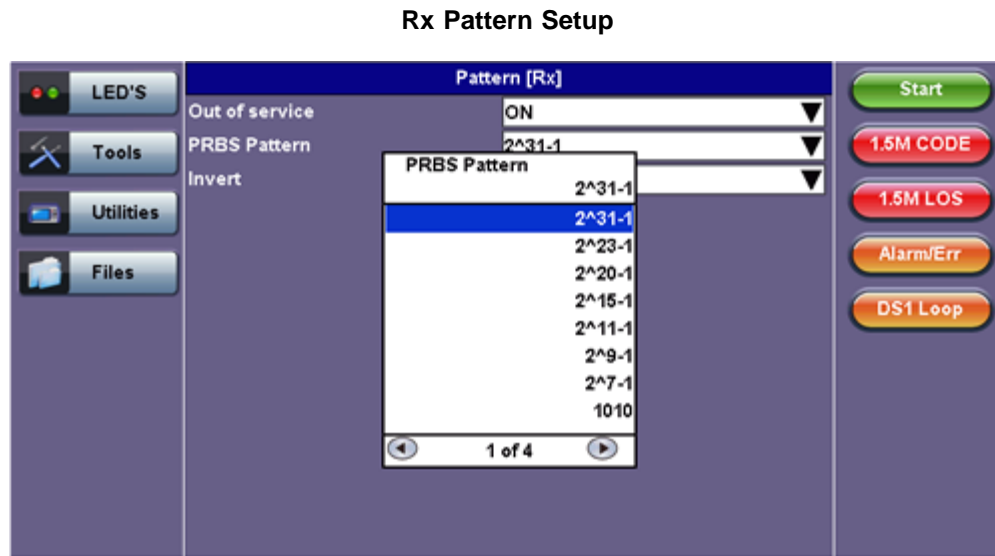 Rx Pattern Setup
Pattern [Rx]
LED'S
Tools
Utilities
Files
Out of service
ON
PRBS Pattern
2^31-1
Invert
PRBS Pattern
2^31-1
2^31-1
2^23-1
2^20-1
2^15-1
2^11-1
2^9-1
2^7-1
1010
1 of 4
Start
1.5M CODE
1.5M LOS
Alarm/Err
DS1 Loop